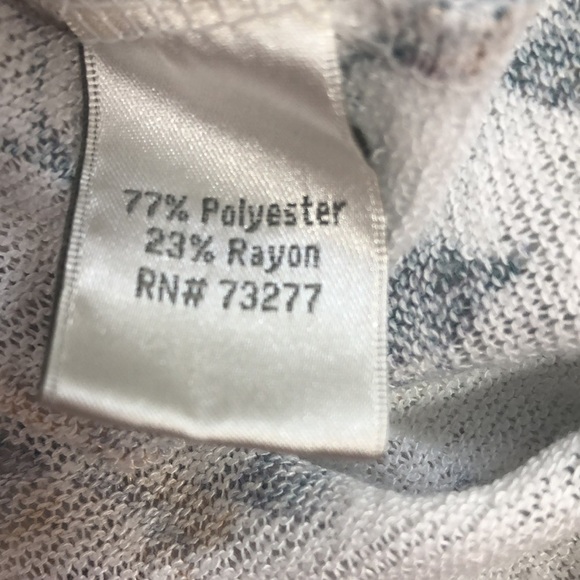 77% Polyester
23% Rayon
RN# 73277